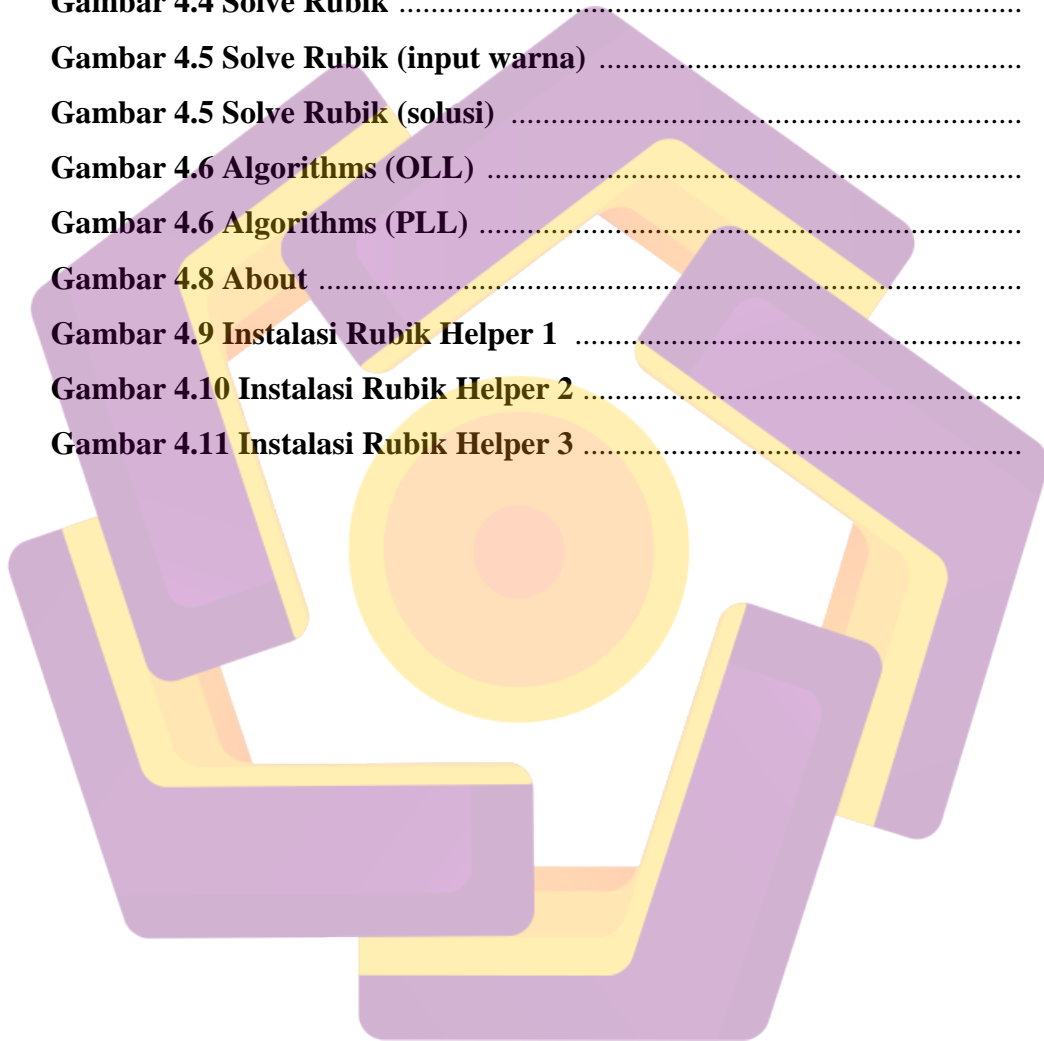 Gambar 4.4 Solve Rubik ........................................................................
Gambar 4.5 Solve Rubik (input warna) ................................................
Gambar 4.5 Solve Rubik (solusi) ..........................................................
Gambar 4.6 Algorithms (OLL) .............................................................
Gambar 4.6 Algorithms (PLL) ..............................................................
Gambar 4.8 About ..................................................................................
Gambar 4.9 Instalasi Rubik Helper 1 ...................................................
Gambar 4.10 Instalasi Rubik Helper 2 ..................................................
Gambar 4.11 Instalasi Rubik Helper 3 ..................................................